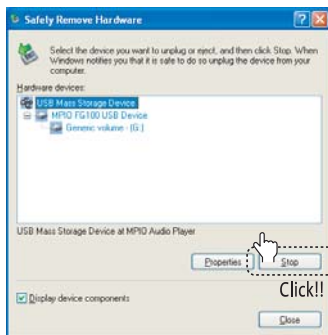 Safely Remove Hardware
Select the device you want to unplug or eject, and then click Stop. When
Windows notifies you that it is safe to do so unplug the device from your
computer.
Hardware devices:
USB Mass Storage Device
MPIO FG100 USB Device
Generic volume - (G:)
USB Mass Storage Device at MPIO Audio Player
Properties
Stop
Click!!
Display device components
Close